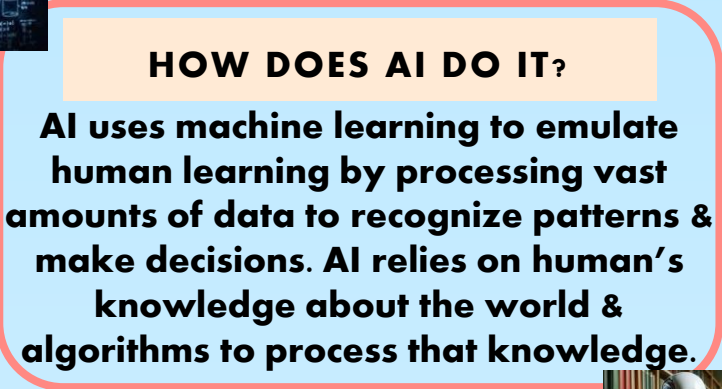 HOW DOES AI DO IT?
AI uses machine learning to emulate
human learning by processing vast
amounts of data to recognize patterns &
make decisions. AI relies on human’s
knowledge about the world &
algorithms to process that knowledge.